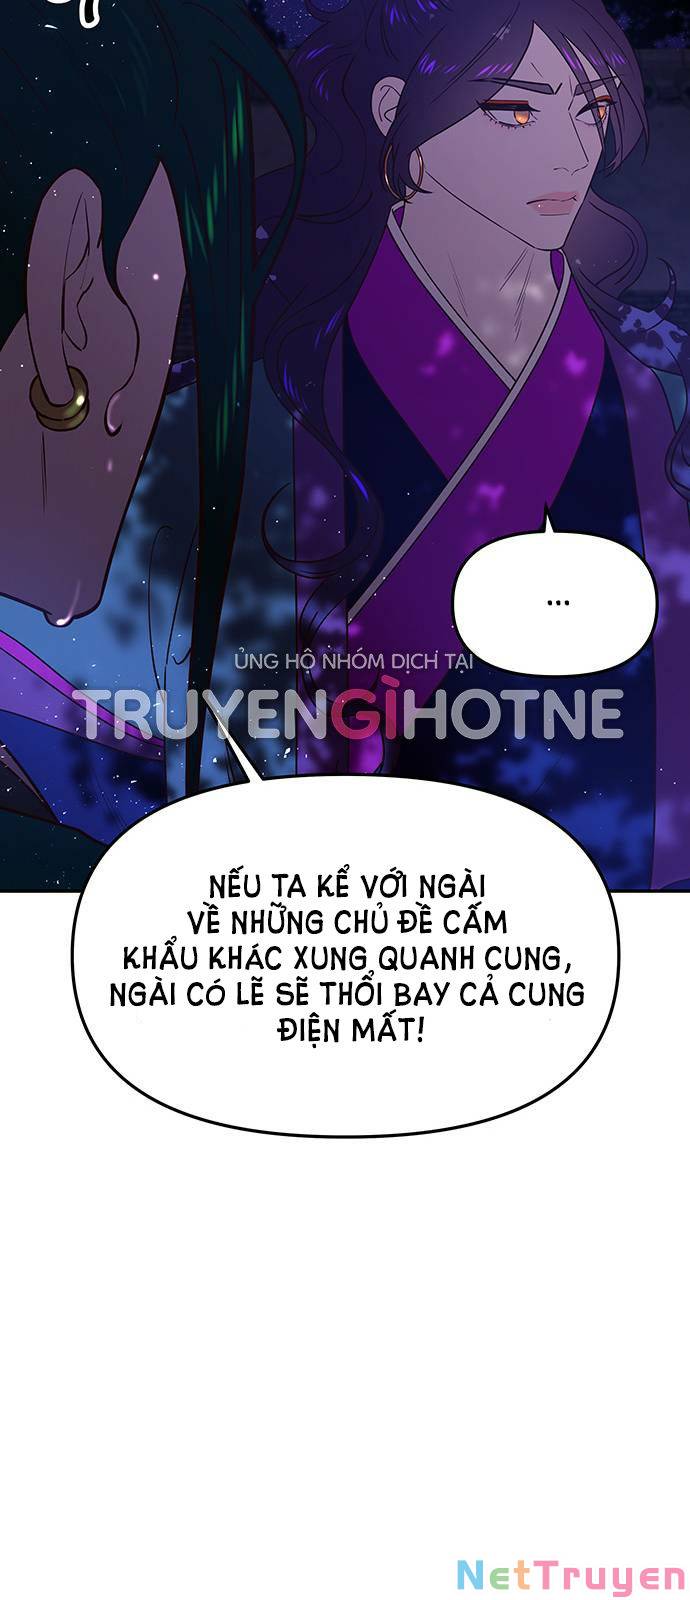 ...
ỦNG HỘ NHÓM DỊCH TẠI
TRUYENGÌHOTNE
NẾU TA KỂ VỚI NGÀI
VỀ NHỮNG CHỦ ĐỀ CẤM
KHẨU KHÁC XUNG QUANH CUNG,
NGÀI CÓ LẼ SẼ THỔI BAY CẢ CUNG
ĐIỆN MẤT!
NetTruyen